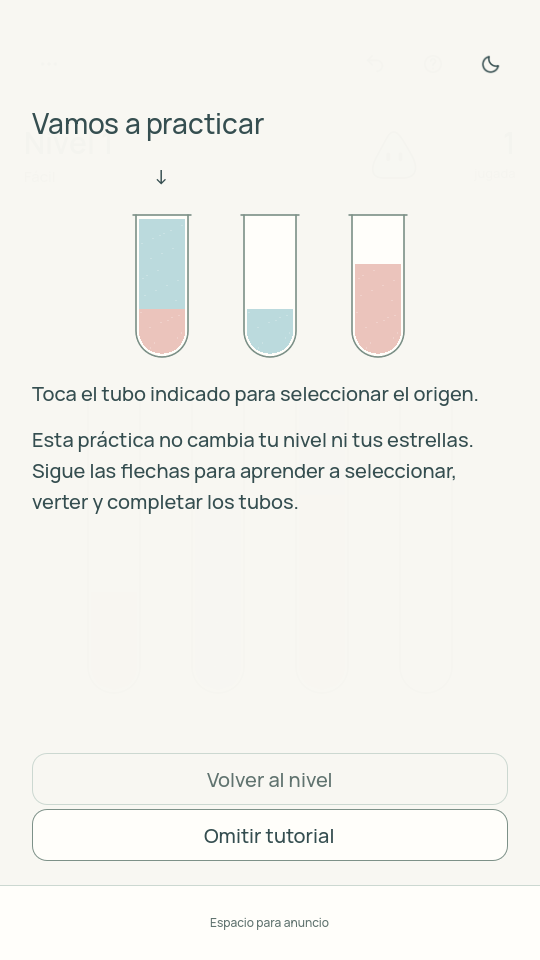 Vamos a practicar
↓
Toca el tubo indicado para seleccionar el origen.
Esta práctica no cambia tu nivel ni tus estrellas.
Sigue las flechas para aprender a seleccionar,
verter y completar los tubos.
Volver al nivel
Omitir tutorial
Espacio para anuncio